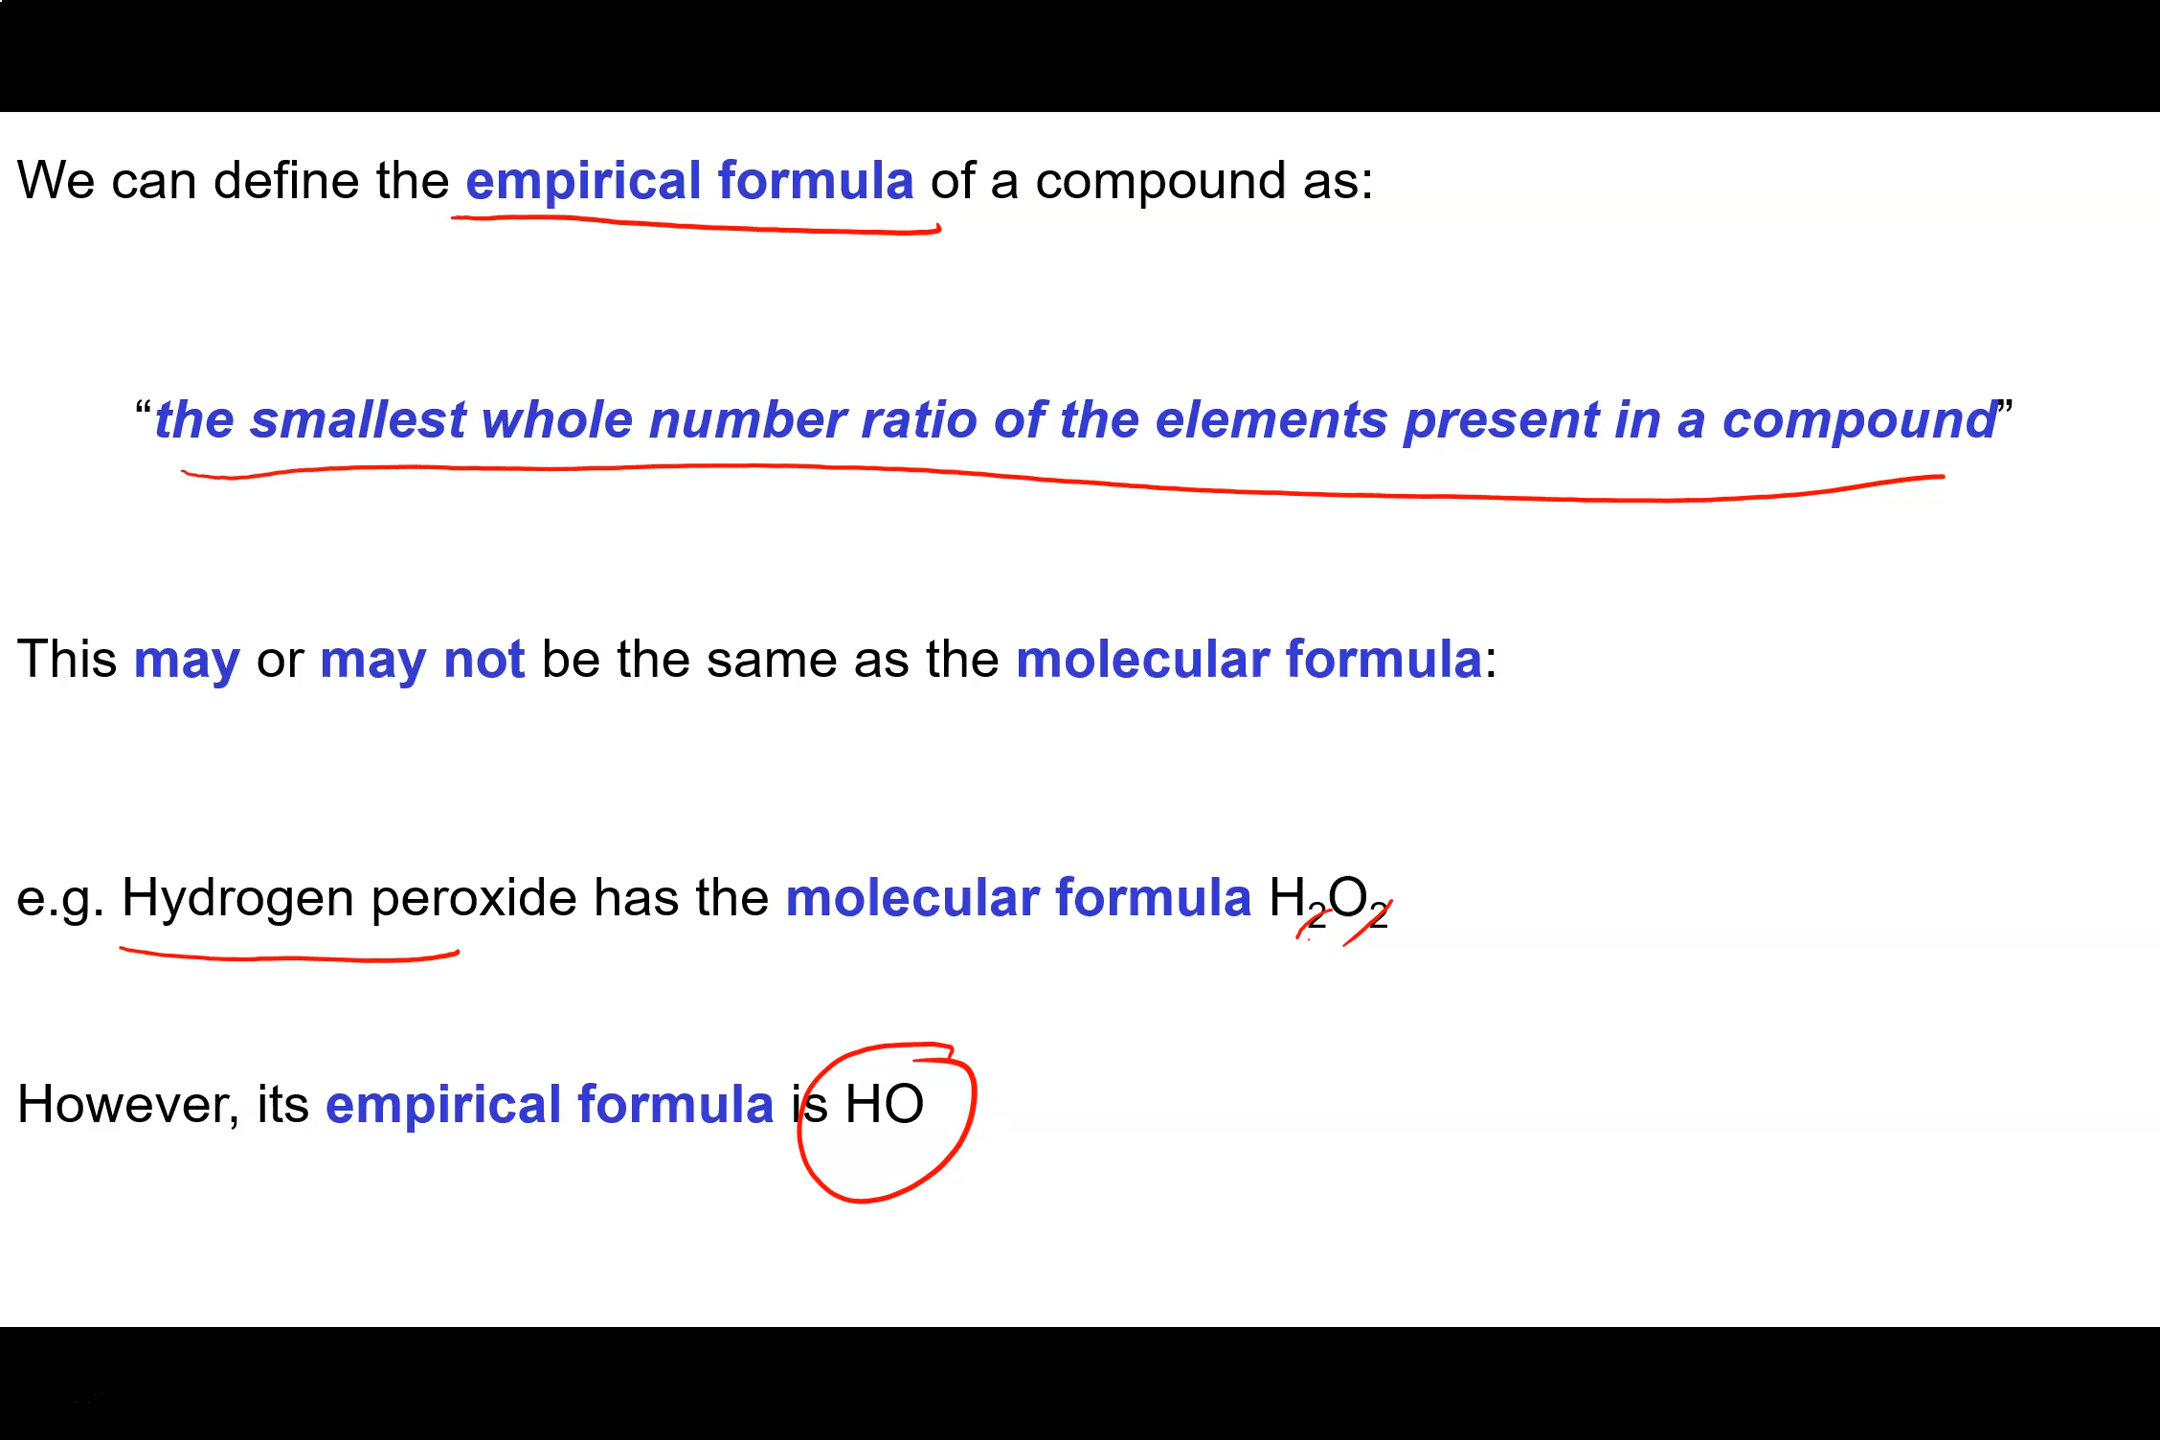 We can define the empirical formula of a compound as:
“the smallest whole number ratio of the elements present in a compound”
This may or may not be the same as the molecular formula:
e.g. Hydrogen peroxide has the molecular formula H₂O₂
However, its empirical formula is HO